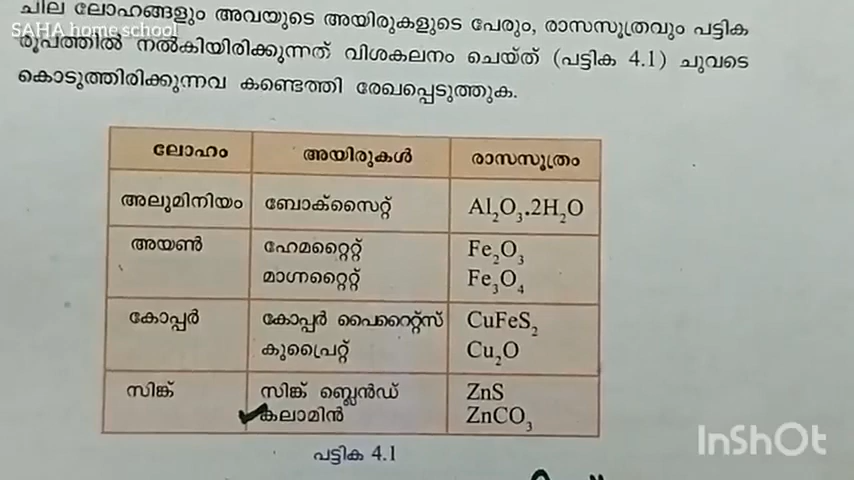 SAHA home school
ചില ലോഹങ്ങളും അവയുടെ അയിരുകളുടെ പേരും, രാസസൂത്രവും പട്ടിക
രൂപത്തിൽ നൽകിയിരിക്കുന്നത് വിശകലനം ചെയ്ത് (പട്ടിക 4.1) ചുവടെ
കൊടുത്തിരിക്കുന്നവ കണ്ടെത്തി രേഖപ്പെടുത്തുക.
ലോഹം അയിരുകൾ രാസസൂത്രം
അലുമിനിയം ബോക്സൈറ്റ് Al₂O₃.2H₂O
അയൺ ഹേമറ്റൈറ്റ് Fe₂O₃
മാഗ്നറ്റൈറ്റ് Fe₃O₄
കോപ്പർ കോപ്പർ പൈറൈറ്റ്സ് CuFeS₂
കുപ്രൈറ്റ് Cu₂O
സിങ്ക് സിങ്ക് ബ്ലെൻഡ് ZnS
കലാമിൻ ZnCO₃
പട്ടിക 4.1
InShOt